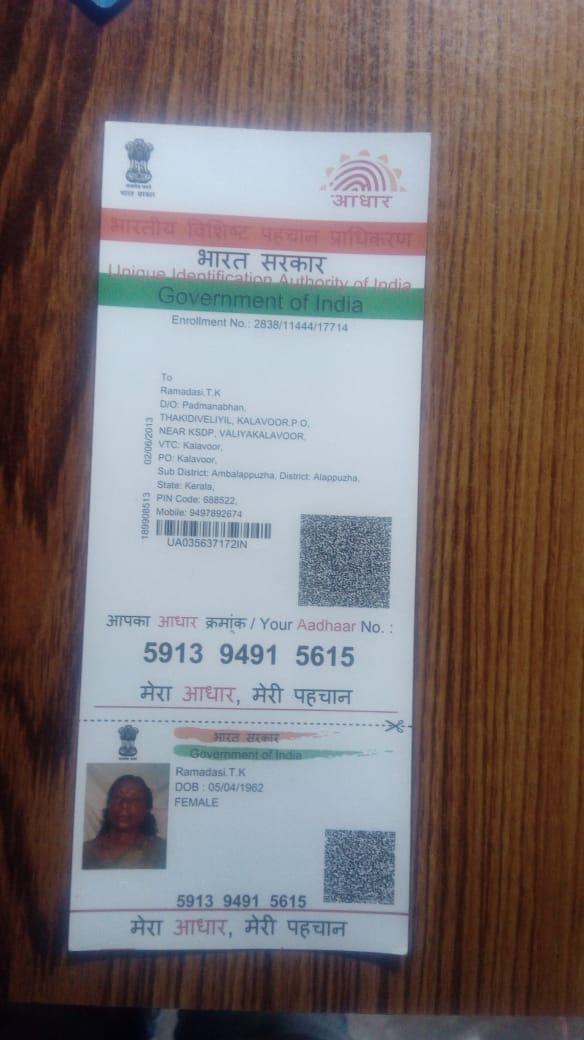 भारत सरकार
आधार
भारतीय विशिष्ट पहचान प्राधिकरण
भारत सरकार
Unique Identification Authority of India
Government of India
Enrollment No.: 2838/11444/17714
To
Ramadasi.T.K
D/O: Padmanabhan,
THAKIDIVELIYIL, KALAVOOR.P.O,
NEAR KSDP, VALIYAKALAVOOR,
VTC: Kalavoor,
PO: Kalavoor,
Sub District: Ambalappuzha, District: Alappuzha,
State: Kerala,
PIN Code: 688522,
Mobile: 9497892674
02/06/2013
189908513
UA035637172IN
आपका आधार क्रमांक / Your Aadhaar No. :
5913 9491 5615
मेरा आधार, मेरी पहचान
भारत सरकार
Government of India
Ramadasi.T.K
DOB : 05/04/1962
FEMALE
5913 9491 5615
मेरा आधार, मेरी पहचान